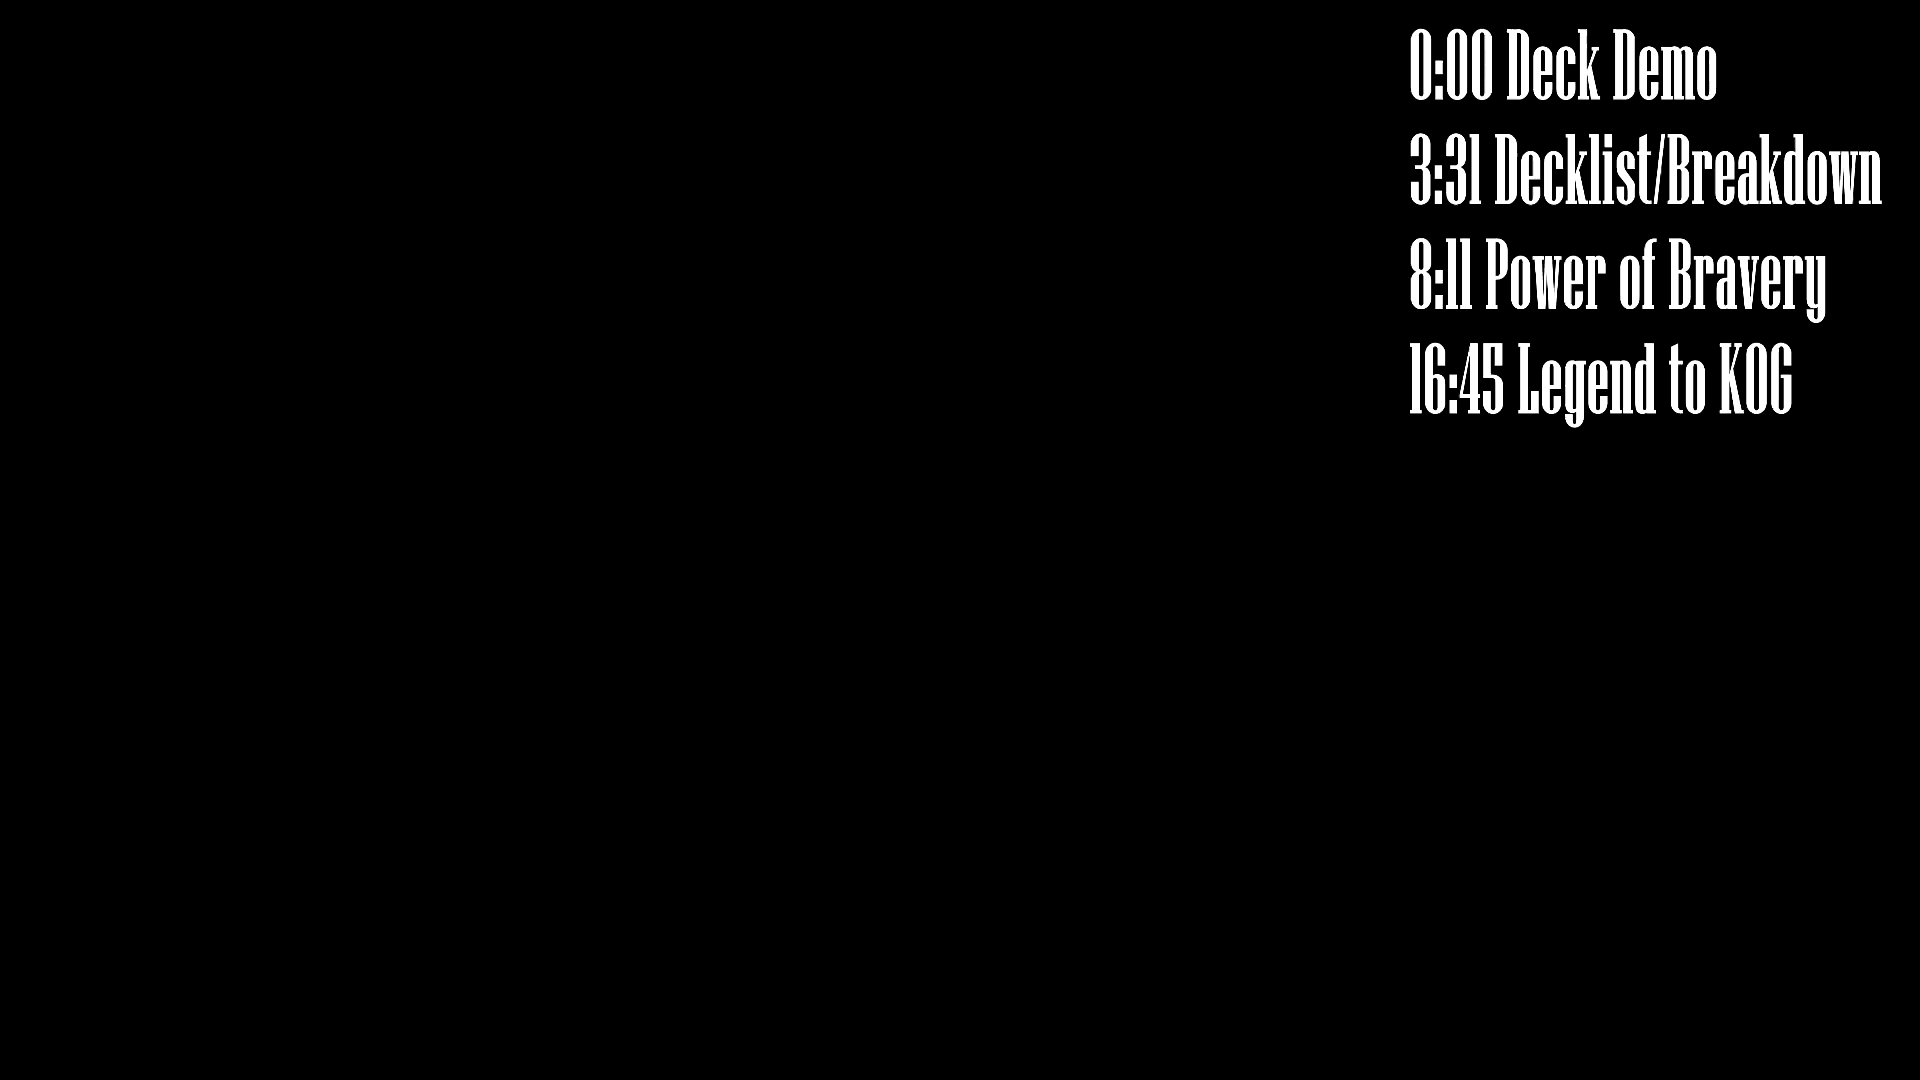 0:00 Deck Demo
3:31 Decklist/Breakdown
8:11 Power of Bravery
16:45 Legend to KOG